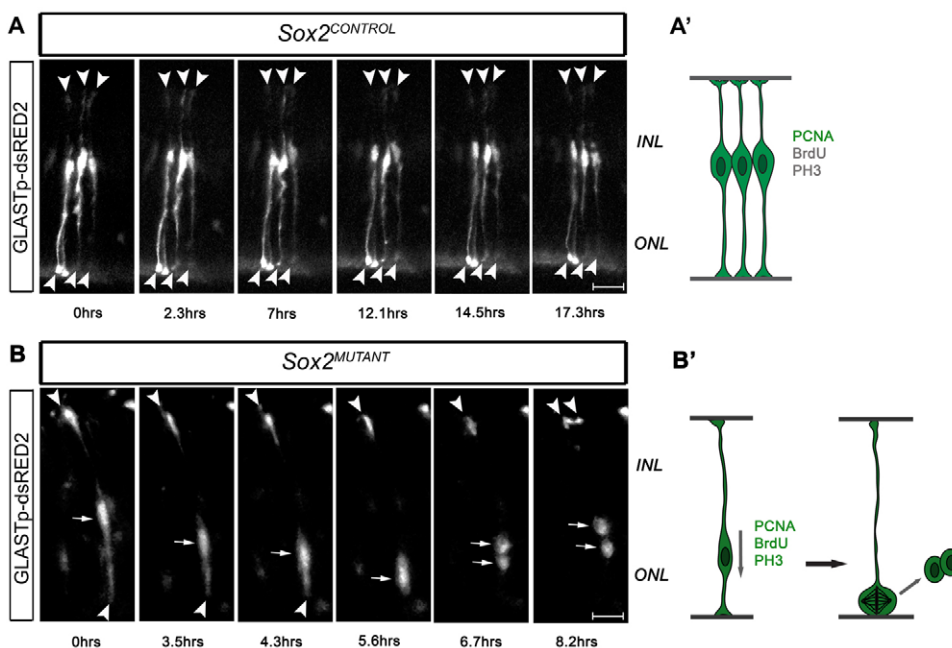 A
Sox2CONTROL
A'
GLASTp-dsRED2
INL
ONL
PCNA
BrdU
PH3
0hrs 2.3hrs 7hrs 12.1hrs 14.5hrs 17.3hrs
B
Sox2MUTANT
B'
GLASTp-dsRED2
INL
ONL
PCNA
BrdU
PH3
0hrs 3.5hrs 4.3hrs 5.6hrs 6.7hrs 8.2hrs